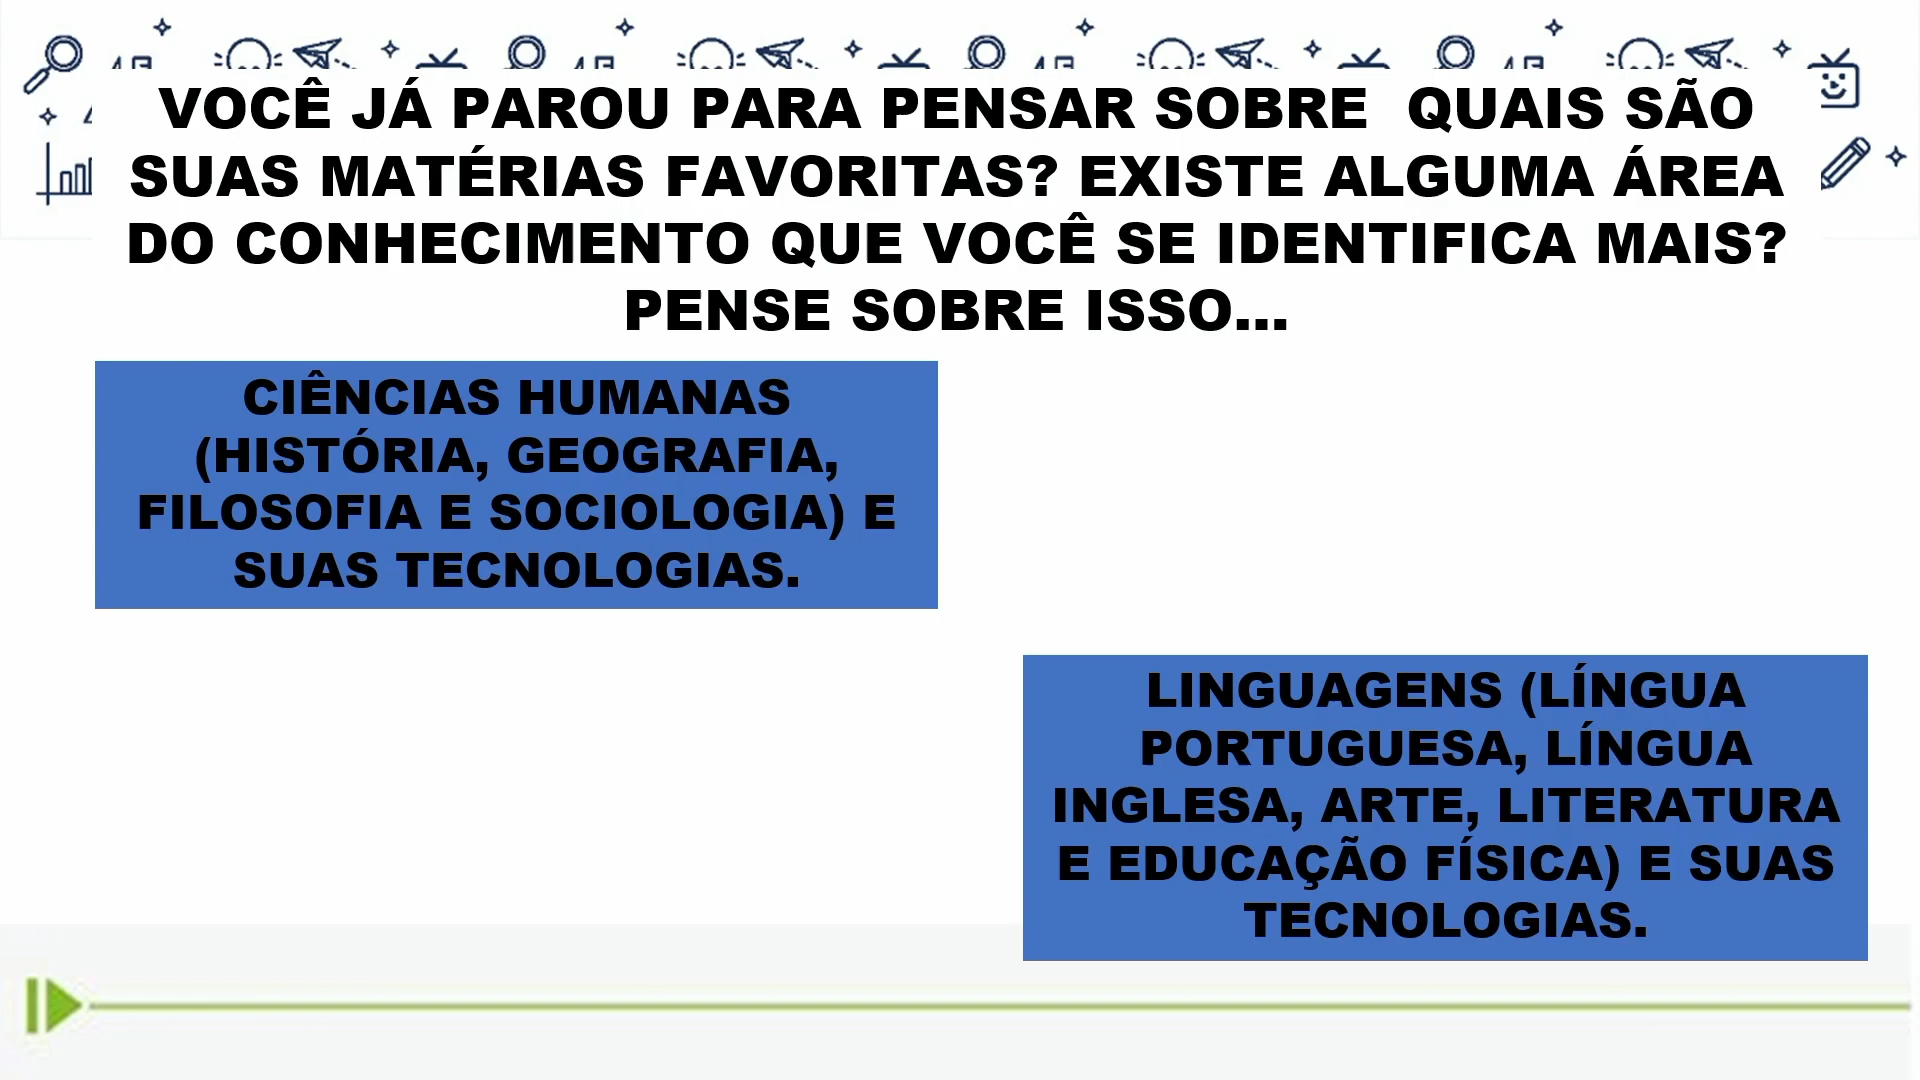 VOCÊ JÁ PAROU PARA PENSAR SOBRE QUAIS SÃO
SUAS MATÉRIAS FAVORITAS? EXISTE ALGUMA ÁREA
DO CONHECIMENTO QUE VOCÊ SE IDENTIFICA MAIS?
PENSE SOBRE ISSO...
CIÊNCIAS HUMANAS
(HISTÓRIA, GEOGRAFIA,
FILOSOFIA E SOCIOLOGIA) E
SUAS TECNOLOGIAS.
LINGUAGENS (LÍNGUA
PORTUGUESA, LÍNGUA
INGLESA, ARTE, LITERATURA
E EDUCAÇÃO FÍSICA) E SUAS
TECNOLOGIAS.